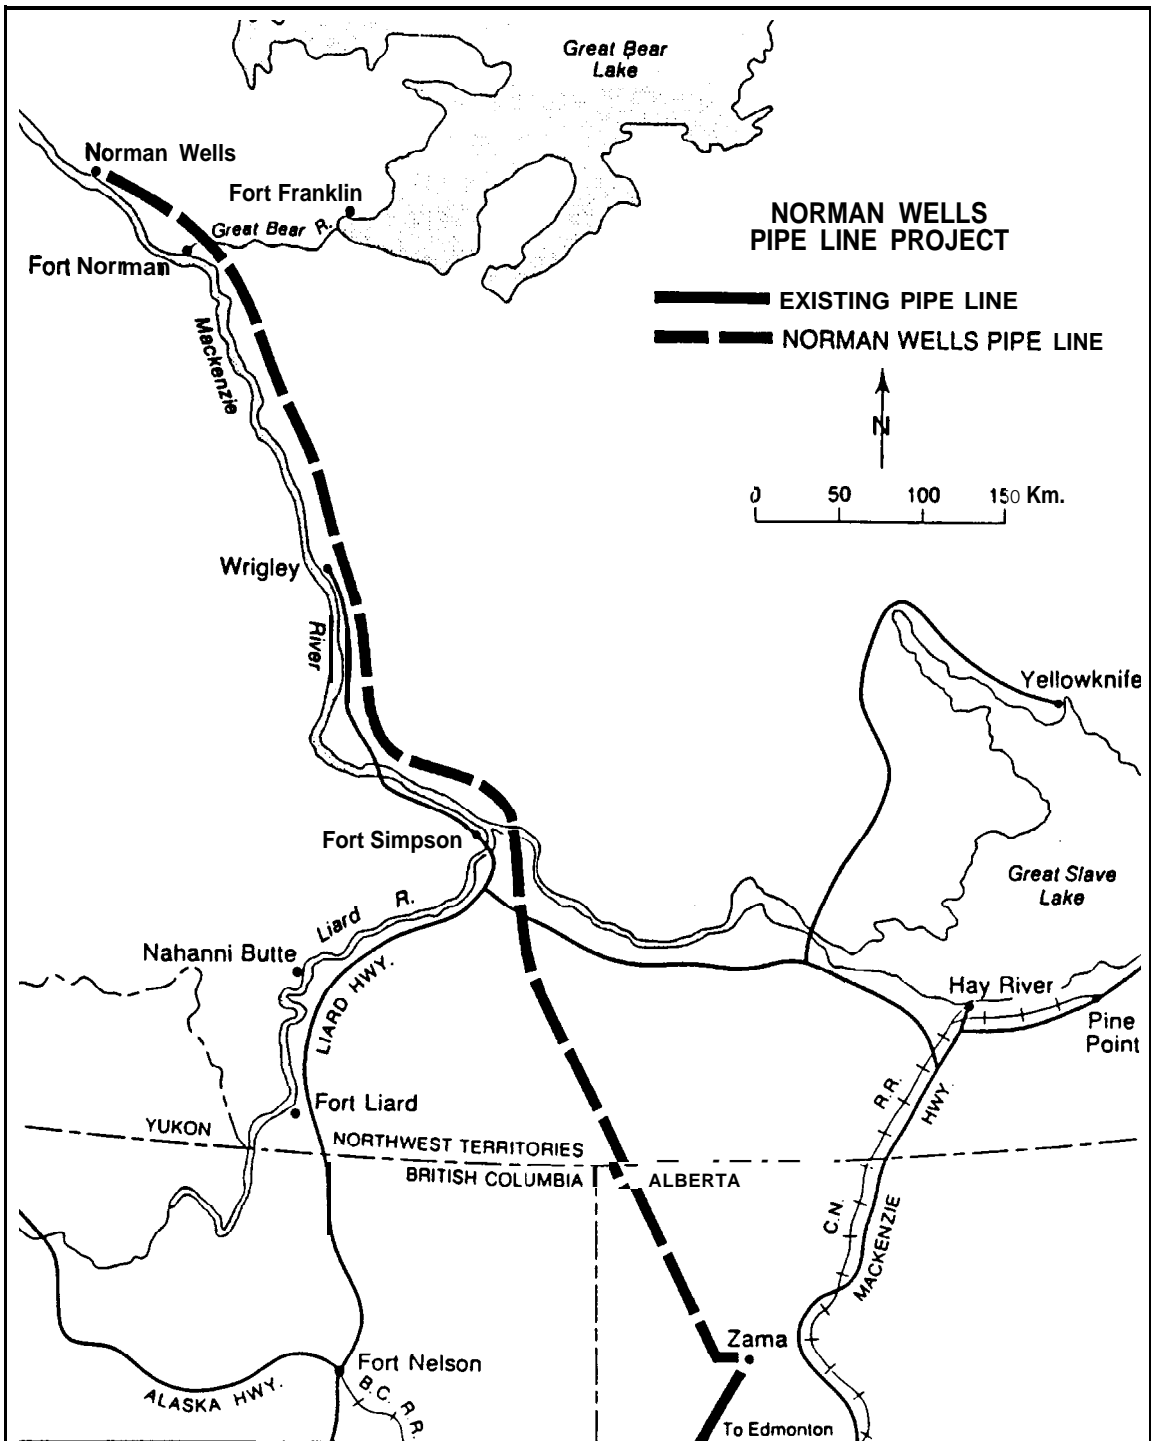 Great Bear
Lake
Norman Wells
Fort Franklin
Great Bear R.
Fort Norman
NORMAN WELLS
PIPE LINE PROJECT
EXISTING PIPE LINE
NORMAN WELLS PIPE LINE
Mackenzie
N
0 50 100 150 Km.
Wrigley
River
Yellowknife
Fort Simpson
Great Slave
Lake
Liard R.
Nahanni Butte
LIARD HWY.
Hay River
Pine
Point
R.R.
HWY.
Fort Liard
YUKON
NORTHWEST TERRITORIES
BRITISH COLUMBIA
ALBERTA
C.N.
MACKENZIE
Zama
Fort Nelson
ALASKA HWY.
B.C. R.R.
To Edmonton